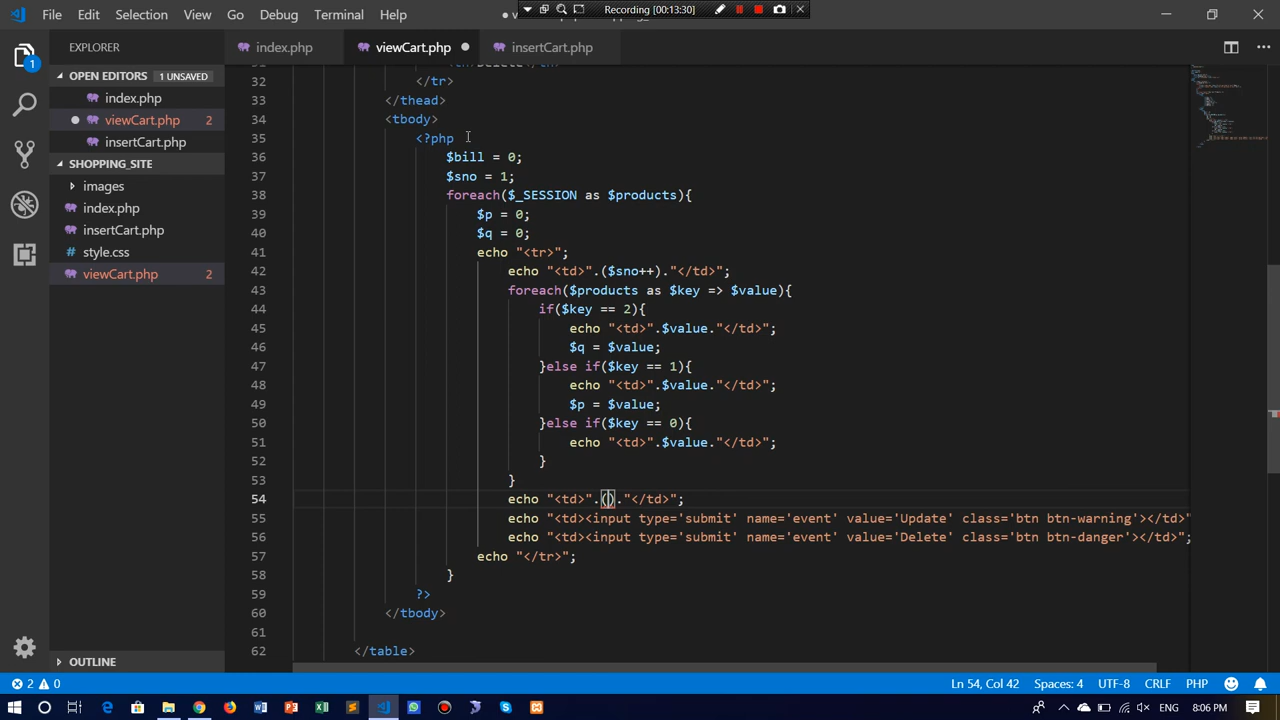 File Edit Selection View Go Debug Terminal Help
Recording [00:13:30]
EXPLORER
index.php
viewCart.php
insertCart.php
OPEN EDITORS 1 UNSAVED
index.php
viewCart.php 2
insertCart.php
SHOPPING_SITE
images
index.php
insertCart.php
style.css
viewCart.php 2
OUTLINE
32 </tr>
33 </thead>
34 <tbody>
35 <?php
36 $bill = 0;
37 $sno = 1;
38 foreach($_SESSION as $products){
39 $p = 0;
40 $q = 0;
41 echo "<tr>";
42 echo "<td>".($sno++)."</td>";
43 foreach($products as $key => $value){
44 if($key == 2){
45 echo "<td>".$value."</td>";
46 $q = $value;
47 }else if($key == 1){
48 echo "<td>".$value."</td>";
49 $p = $value;
50 }else if($key == 0){
51 echo "<td>".$value."</td>";
52 }
53 }
54 echo "<td>".()."</td>";
55 echo "<td><input type='submit' name='event' value='Update' class='btn btn-warning'></td>"
56 echo "<td><input type='submit' name='event' value='Delete' class='btn btn-danger'></td>";
57 echo "</tr>";
58 }
59 ?>
60 </tbody>
61
62 </table>
2 0 Ln 54, Col 42 Spaces: 4 UTF-8 CRLF PHP
8:06 PM